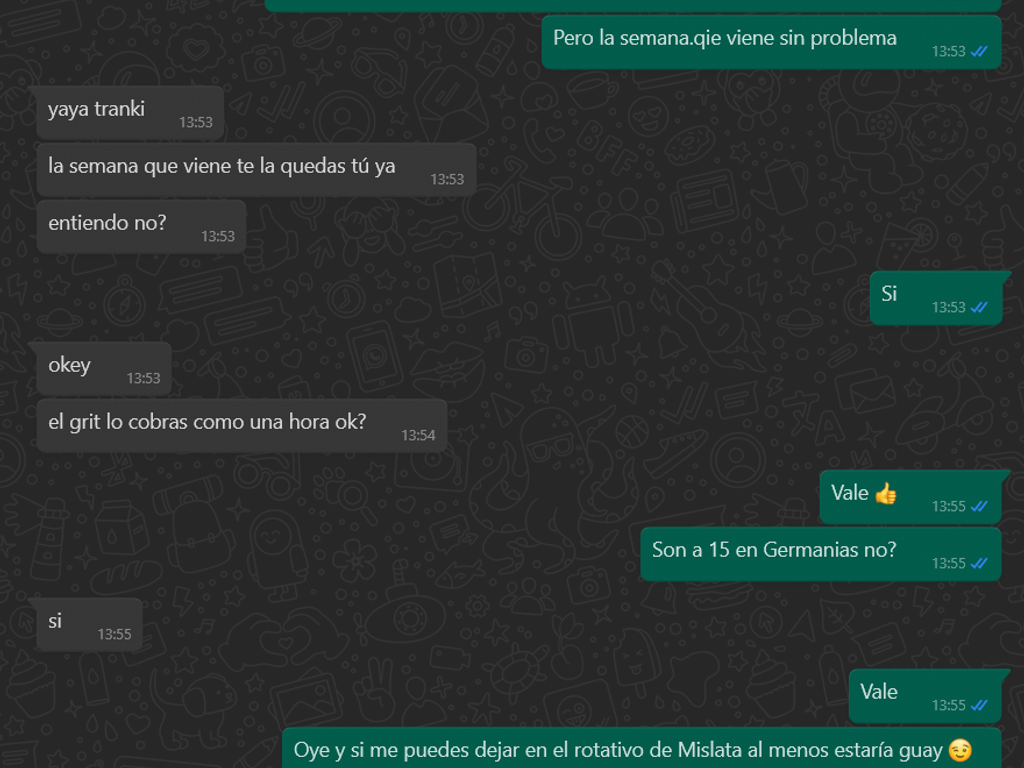 Pero la semana.qie viene sin problema
13:53
yaya tranki
13:53
la semana que viene te la quedas tú ya
13:53
entiendo no?
13:53
Si
13:53
okey
13:53
el grit lo cobras como una hora ok?
13:54
Vale 👍
13:55
Son a 15 en Germanias no?
13:55
si
13:55
Vale
13:55
Oye y si me puedes dejar en el rotativo de Mislata al menos estaría guay 😉